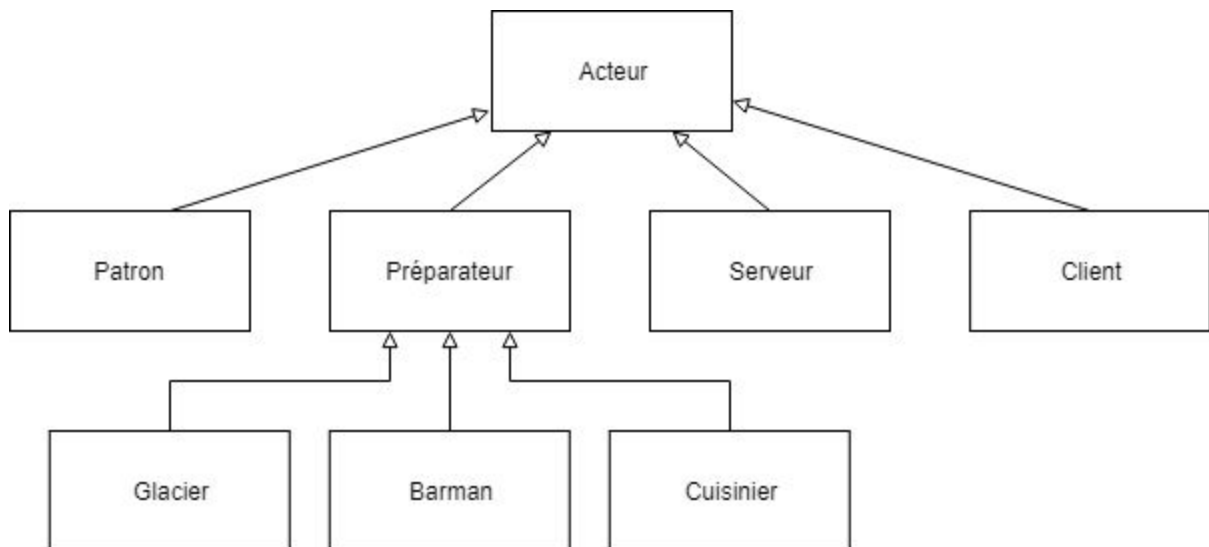 Acteur
Patron
Préparateur
Serveur
Client
Glacier
Barman
Cuisinier